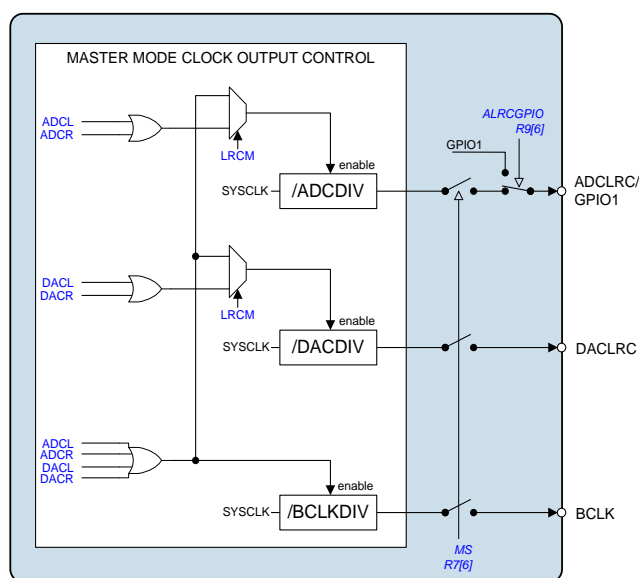 MASTER MODE CLOCK OUTPUT CONTROL
ADCL
ADCR
LRCM
enable
SYSCLK
/ADCDIV
ALRCGPIO
R9[6]
GPIO1
ADCLRC/
GPIO1
DACL
DACR
LRCM
enable
SYSCLK
/DACDIV
DACLRC
ADCL
ADCR
DACL
DACR
enable
SYSCLK
/BCLKDIV
BCLK
MS
R7[6]